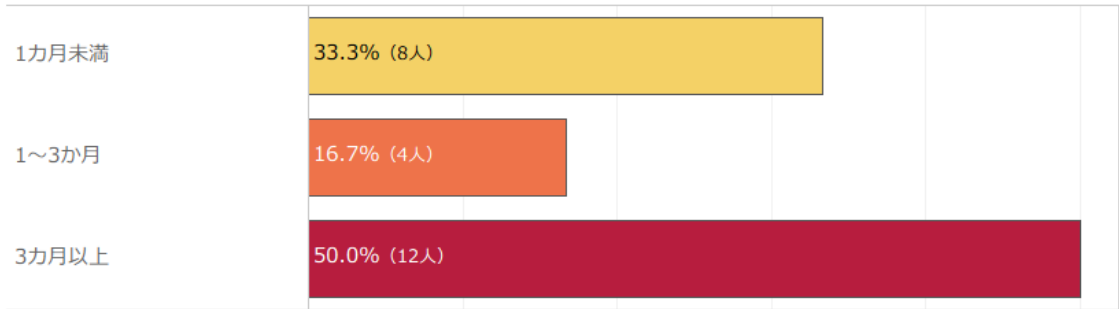 1カ月未満
33.3%（8人）
1～3か月
16.7%（4人）
3カ月以上
50.0%（12人）